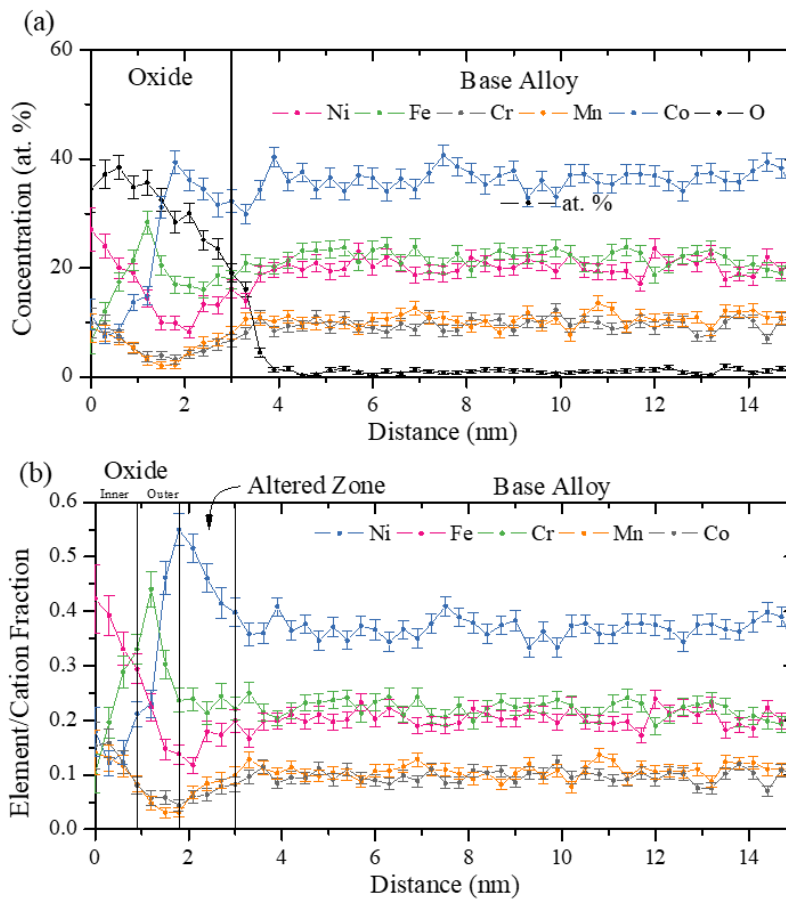 (a)
60
Oxide
Base Alloy
Ni Fe Cr Mn Co O
40
at. %
20
0
Concentration (at. %)
0 2 4 6 8 10 12 14
Distance (nm)
(b)
Oxide
Inner Outer
Altered Zone
Base Alloy
0.6
Ni Fe Cr Mn Co
0.5
0.4
0.3
0.2
0.1
0.0
Element/Cation Fraction
0 2 4 6 8 10 12 14
Distance (nm)